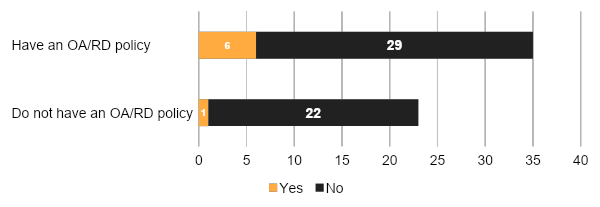 Have an OA/RD policy 6 29
Do not have an OA/RD policy 1 22
0 5 10 15 20 25 30 35 40
Yes No